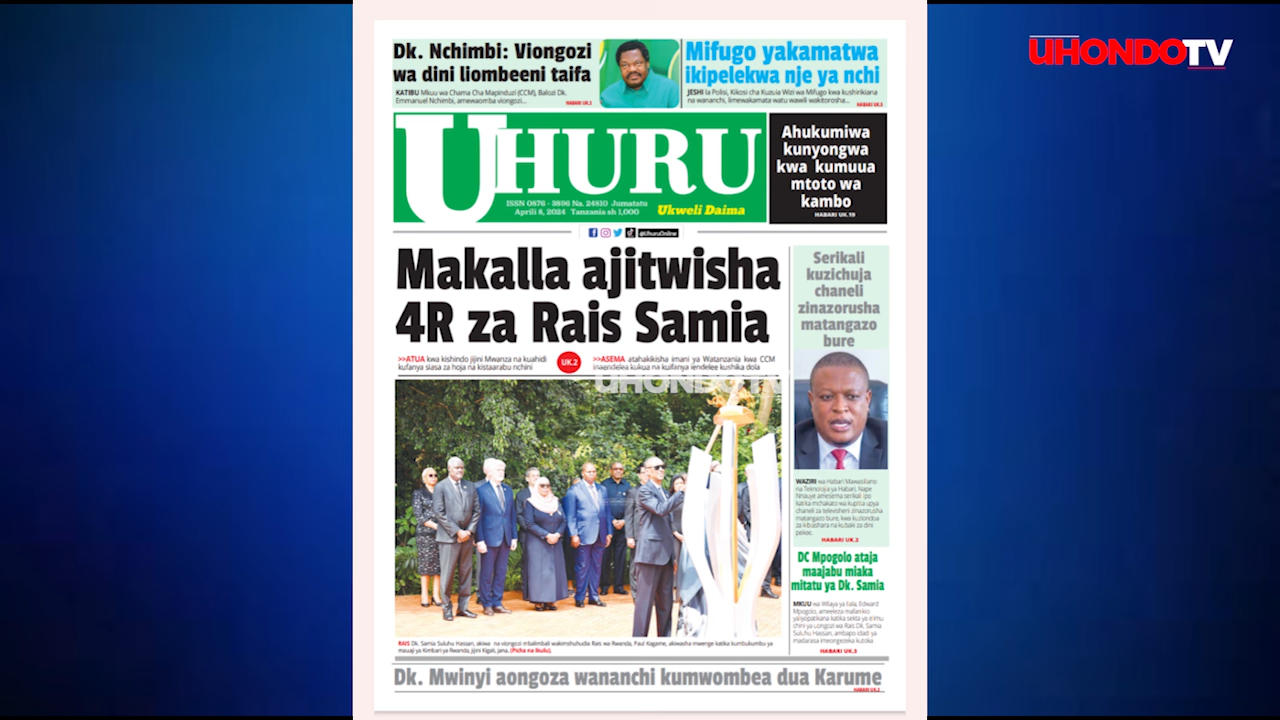 UHONDOTV
Dk. Nchimbi: Viongozi
wa dini liombeeni taifa
KATIBU Mkuu wa Chama Cha Mapinduzi (CCM), Balozi Dk.
Emmanuel Nchimbi, amewaomba viongozi...
HABARI UK.3
Mifugo yakamatwa
ikipelekwa nje ya nchi
JESHI la Polisi, Kikosi cha Kuzuia Wizi wa Mifugo kwa kushirikiana
na wananchi, limewakamata watu wawili wakitorosha...
HABARI UK.5
UHURU
ISSN 0876 - 3896 Na. 24810 Jumatatu
Aprili 8, 2024 Tanzania sh 1,000
Ukweli Daima
@UhuruOnline
Ahukumiwa
kunyongwa
kwa kumuua
mtoto wa
kambo
HABARI UK.19
Makalla ajitwisha
4R za Rais Samia
>>ATUA kwa kishindo jijini Mwanza na kuahidi
kufanya siasa za hoja na kistaarabu nchini
UK.2
>>ASEMA atahakikisha imani ya Watanzania kwa CCM
inaendelea kukua na kuifanya iendelee kushika dola
UHONDOTV
Serikali
kuzichuja
chaneli
zinazorusha
matangazo
bure
WAZIRI wa Habari Mawasiliano
na Teknolojia ya Habari, Nape
Nnauye amesema serikali ipo
katika mchakato wa kupitia upya
chaneli za televisheni zinazorusha
matangazo bure, kwa kuziondoa
za kibiashara na kubaki za dini
pekee.
HABARI UK.2
DC Mpogolo ataja
maajabu miaka
mitatu ya Dk. Samia
MKUU wa Wilaya ya Ilala, Edward
Mpogolo, ameeleza mafanikio
yaliyopatikana katika sekta ya elimu
chini ya uongozi wa Rais Dk. Samia
Suluhu Hassan, ambapo idadi ya
madarasa imeongezeka kutoka
HABARI UK.5
RAIS Dk. Samia Suluhu Hassan, akiwa na viongozi mbalimbali wakimshuhudia Rais wa Rwanda, Paul Kagame, akiwasha mwenge katika kumbukumbu ya
mauaji ya Kimbari ya Rwanda, jijini Kigali, jana. (Picha na Ikulu).
Dk. Mwinyi aongoza wananchi kumwombea dua Karume
HABARI UK.2